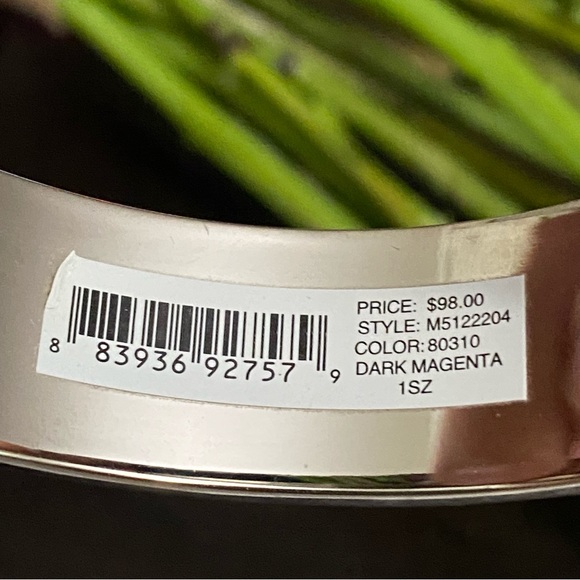 8 83936 92757 9
PRICE: $98.00
STYLE: M5122204
COLOR: 80310
DARK MAGENTA
1SZ